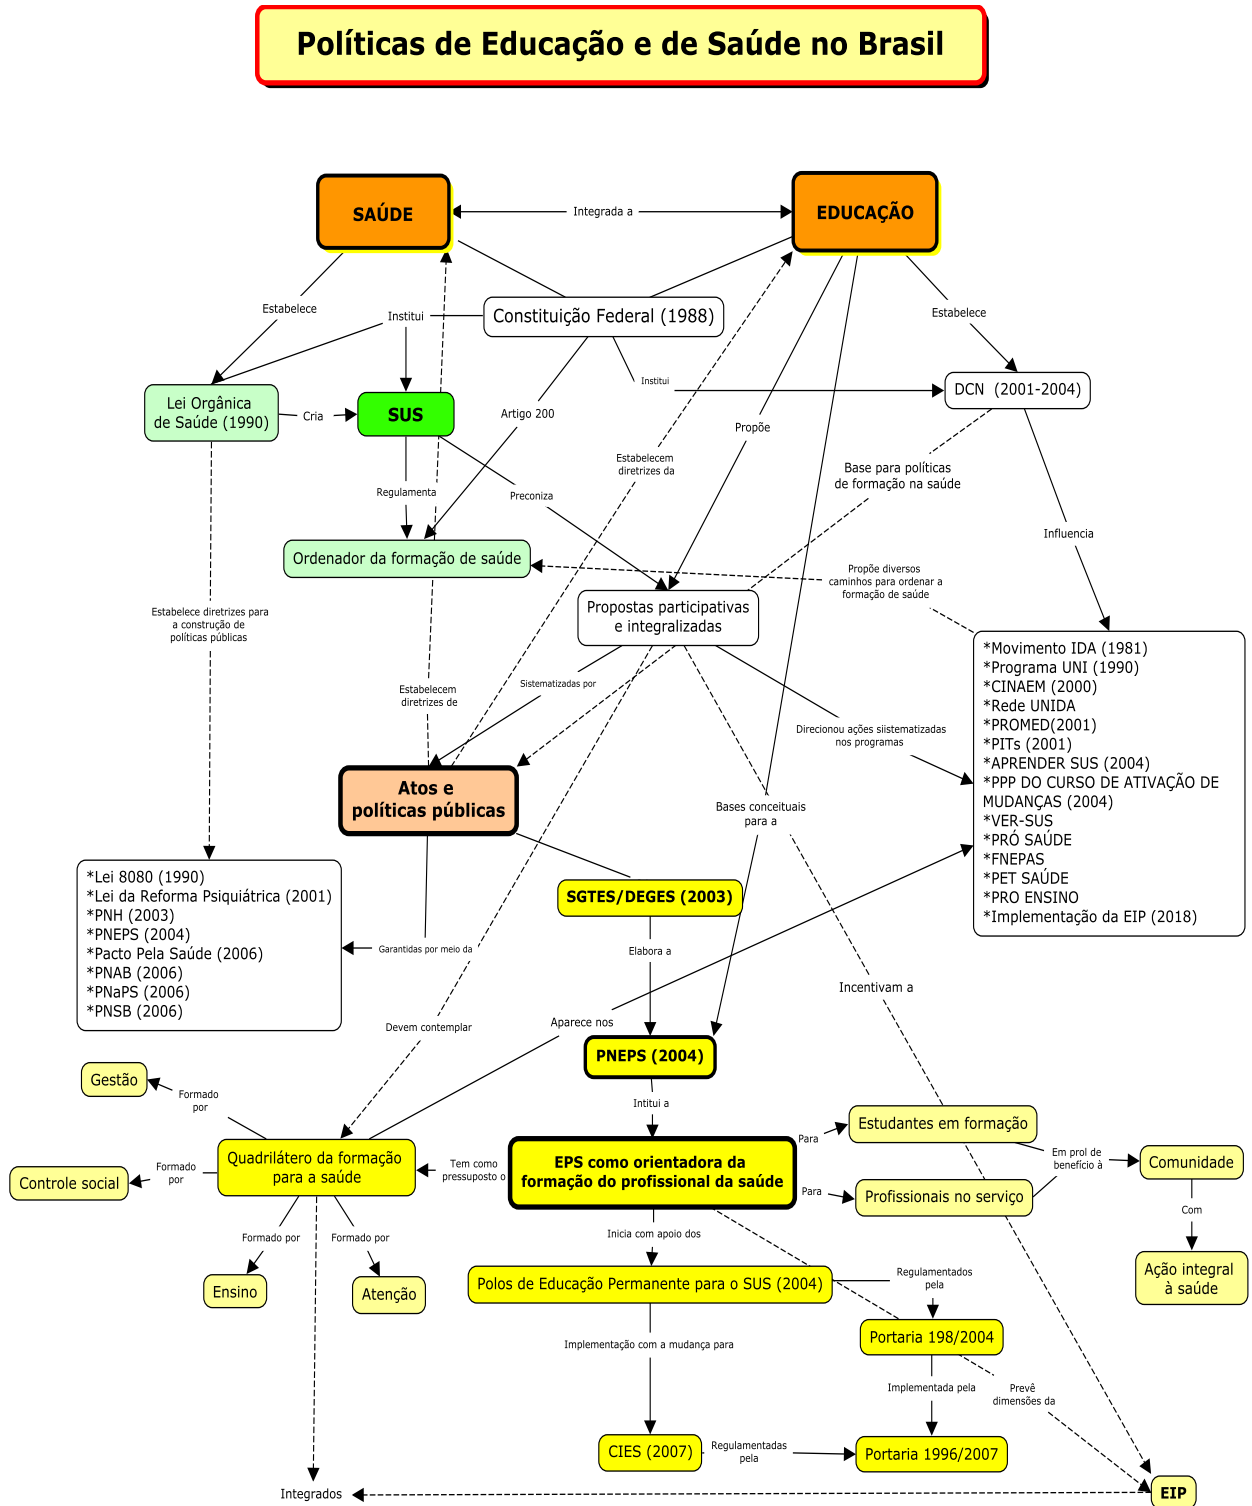 Políticas de Educação e de Saúde no Brasil
SAÚDE
Integrada a
EDUCAÇÃO
Estabelece
Institui
Constituição Federal (1988)
Estabelece
Institui
DCN  (2001-2004)
Lei Orgânica
de Saúde (1990)
Cria
SUS
Artigo 200
Propõe
Estabelecem
diretrizes da
Base para políticas
de formação na saúde
Regulamenta
Preconiza
Influencia
Ordenador da formação de saúde
Propõe diversos
caminhos para ordenar a
formação de saúde
Estabelece diretrizes para
a construção de
políticas públicas
Propostas participativas
e integralizadas
*Movimento IDA (1981)
*Programa UNI (1990)
*CINAEM (2000)
*Rede UNIDA
*PROMED(2001)
*PITs (2001)
*APRENDER SUS (2004)
*PPP DO CURSO DE ATIVAÇÃO DE
MUDANÇAS (2004)
*VER-SUS
*PRÓ SAÚDE
*FNEPAS
*PET SAÚDE
*PRO ENSINO
*Implementação da EIP (2018)
Estabelecem
diretrizes de
Sistematizadas por
Direcionou ações siistematizadas
nos programas
Atos e
políticas públicas
Bases conceituais
para a
*Lei 8080 (1990)
*Lei da Reforma Psiquiátrica (2001)
*PNH (2003)
*PNEPS (2004)
*Pacto Pela Saúde (2006)
*PNAB (2006)
*PNaPS (2006)
*PNSB (2006)
SGTES/DEGES (2003)
Garantidas por meio da
Elabora a
Incentivam a
Devem contemplar
Aparece nos
PNEPS (2004)
Gestão
Formado
por
Intitui a
Estudantes em formação
Para
Quadrilátero da formação
para a saúde
Tem como
pressuposto o
EPS como orientadora da
formação do profissional da saúde
Em prol de
benefício à
Comunidade
Controle social
Formado
por
Para
Profissionais no serviço
Com
Formado por
Formado por
Inicia com apoio dos
Ensino
Atenção
Polos de Educação Permanente para o SUS (2004)
Regulamentados
pela
Ação integral
à saúde
Implementação com a mudança para
Portaria 198/2004
Implementada pela
Prevê
dimensões da
CIES (2007)
Regulamentadas
pela
Portaria 1996/2007
Integrados
EIP